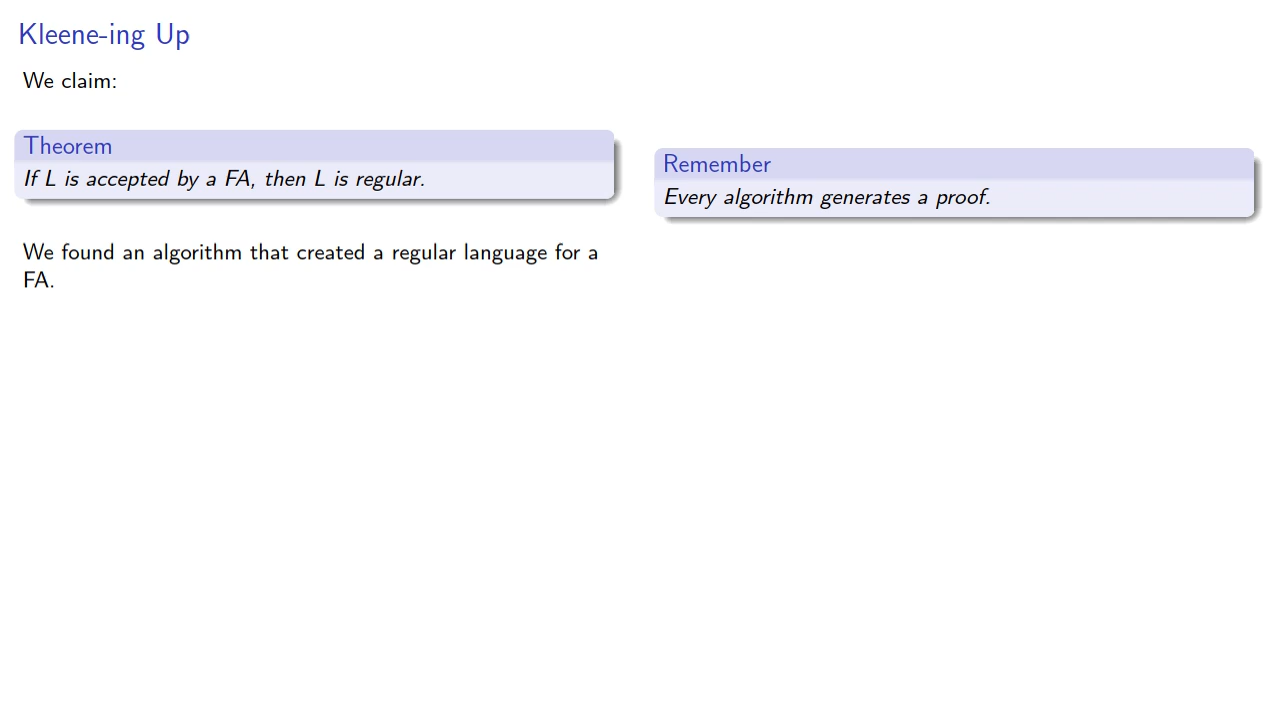 Kleene-ing Up
We claim:
Theorem
If L is accepted by a FA, then L is regular.
We found an algorithm that created a regular language for a
FA.
Remember
Every algorithm generates a proof.